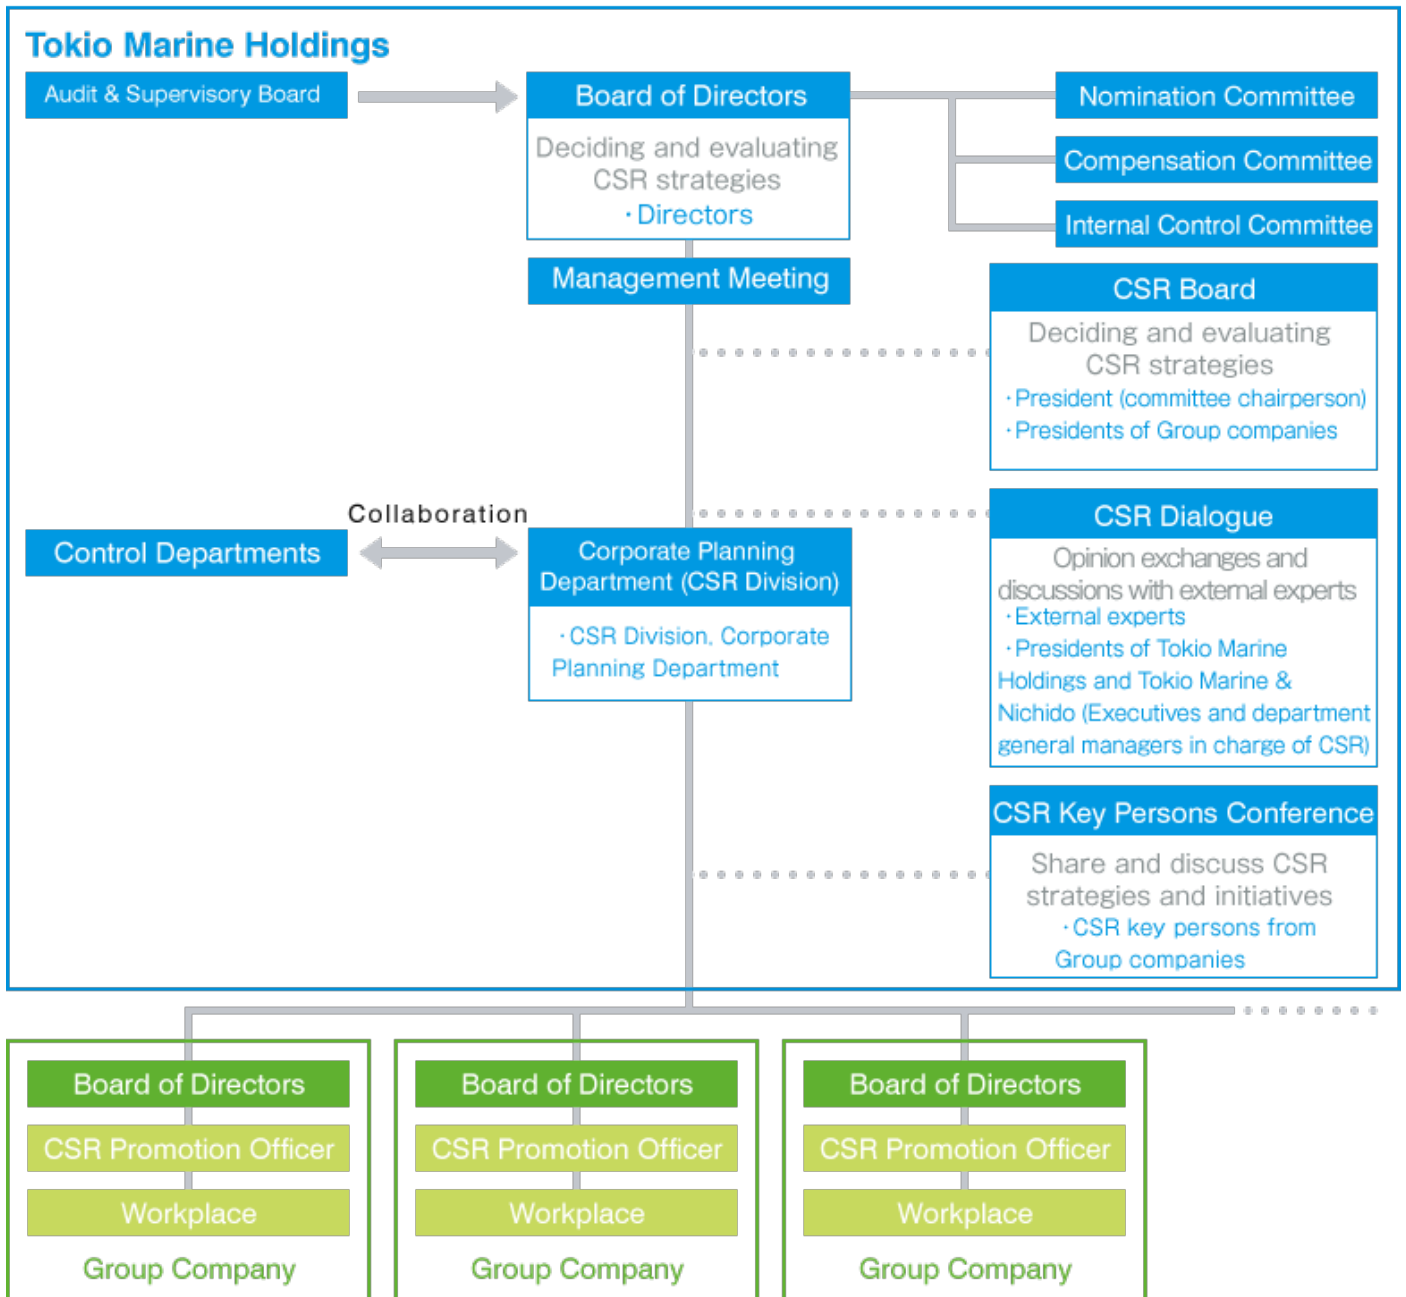 Tokio Marine Holdings
Audit & Supervisory Board
Board of Directors
Deciding and evaluating
CSR strategies
・Directors
Nomination Committee
Compensation Committee
Internal Control Committee
Management Meeting
CSR Board
Deciding and evaluating
CSR strategies
・President (committee chairperson)
・Presidents of Group companies
Collaboration
Control Departments
Corporate Planning
Department (CSR Division)
・CSR Division, Corporate
Planning Department
CSR Dialogue
Opinion exchanges and
discussions with external experts
・External experts
・Presidents of Tokio Marine
Holdings and Tokio Marine &
Nichido (Executives and department
general managers in charge of CSR)
CSR Key Persons Conference
Share and discuss CSR
strategies and initiatives
・CSR key persons from
Group companies
Board of Directors
CSR Promotion Officer
Workplace
Group Company
Board of Directors
CSR Promotion Officer
Workplace
Group Company
Board of Directors
CSR Promotion Officer
Workplace
Group Company